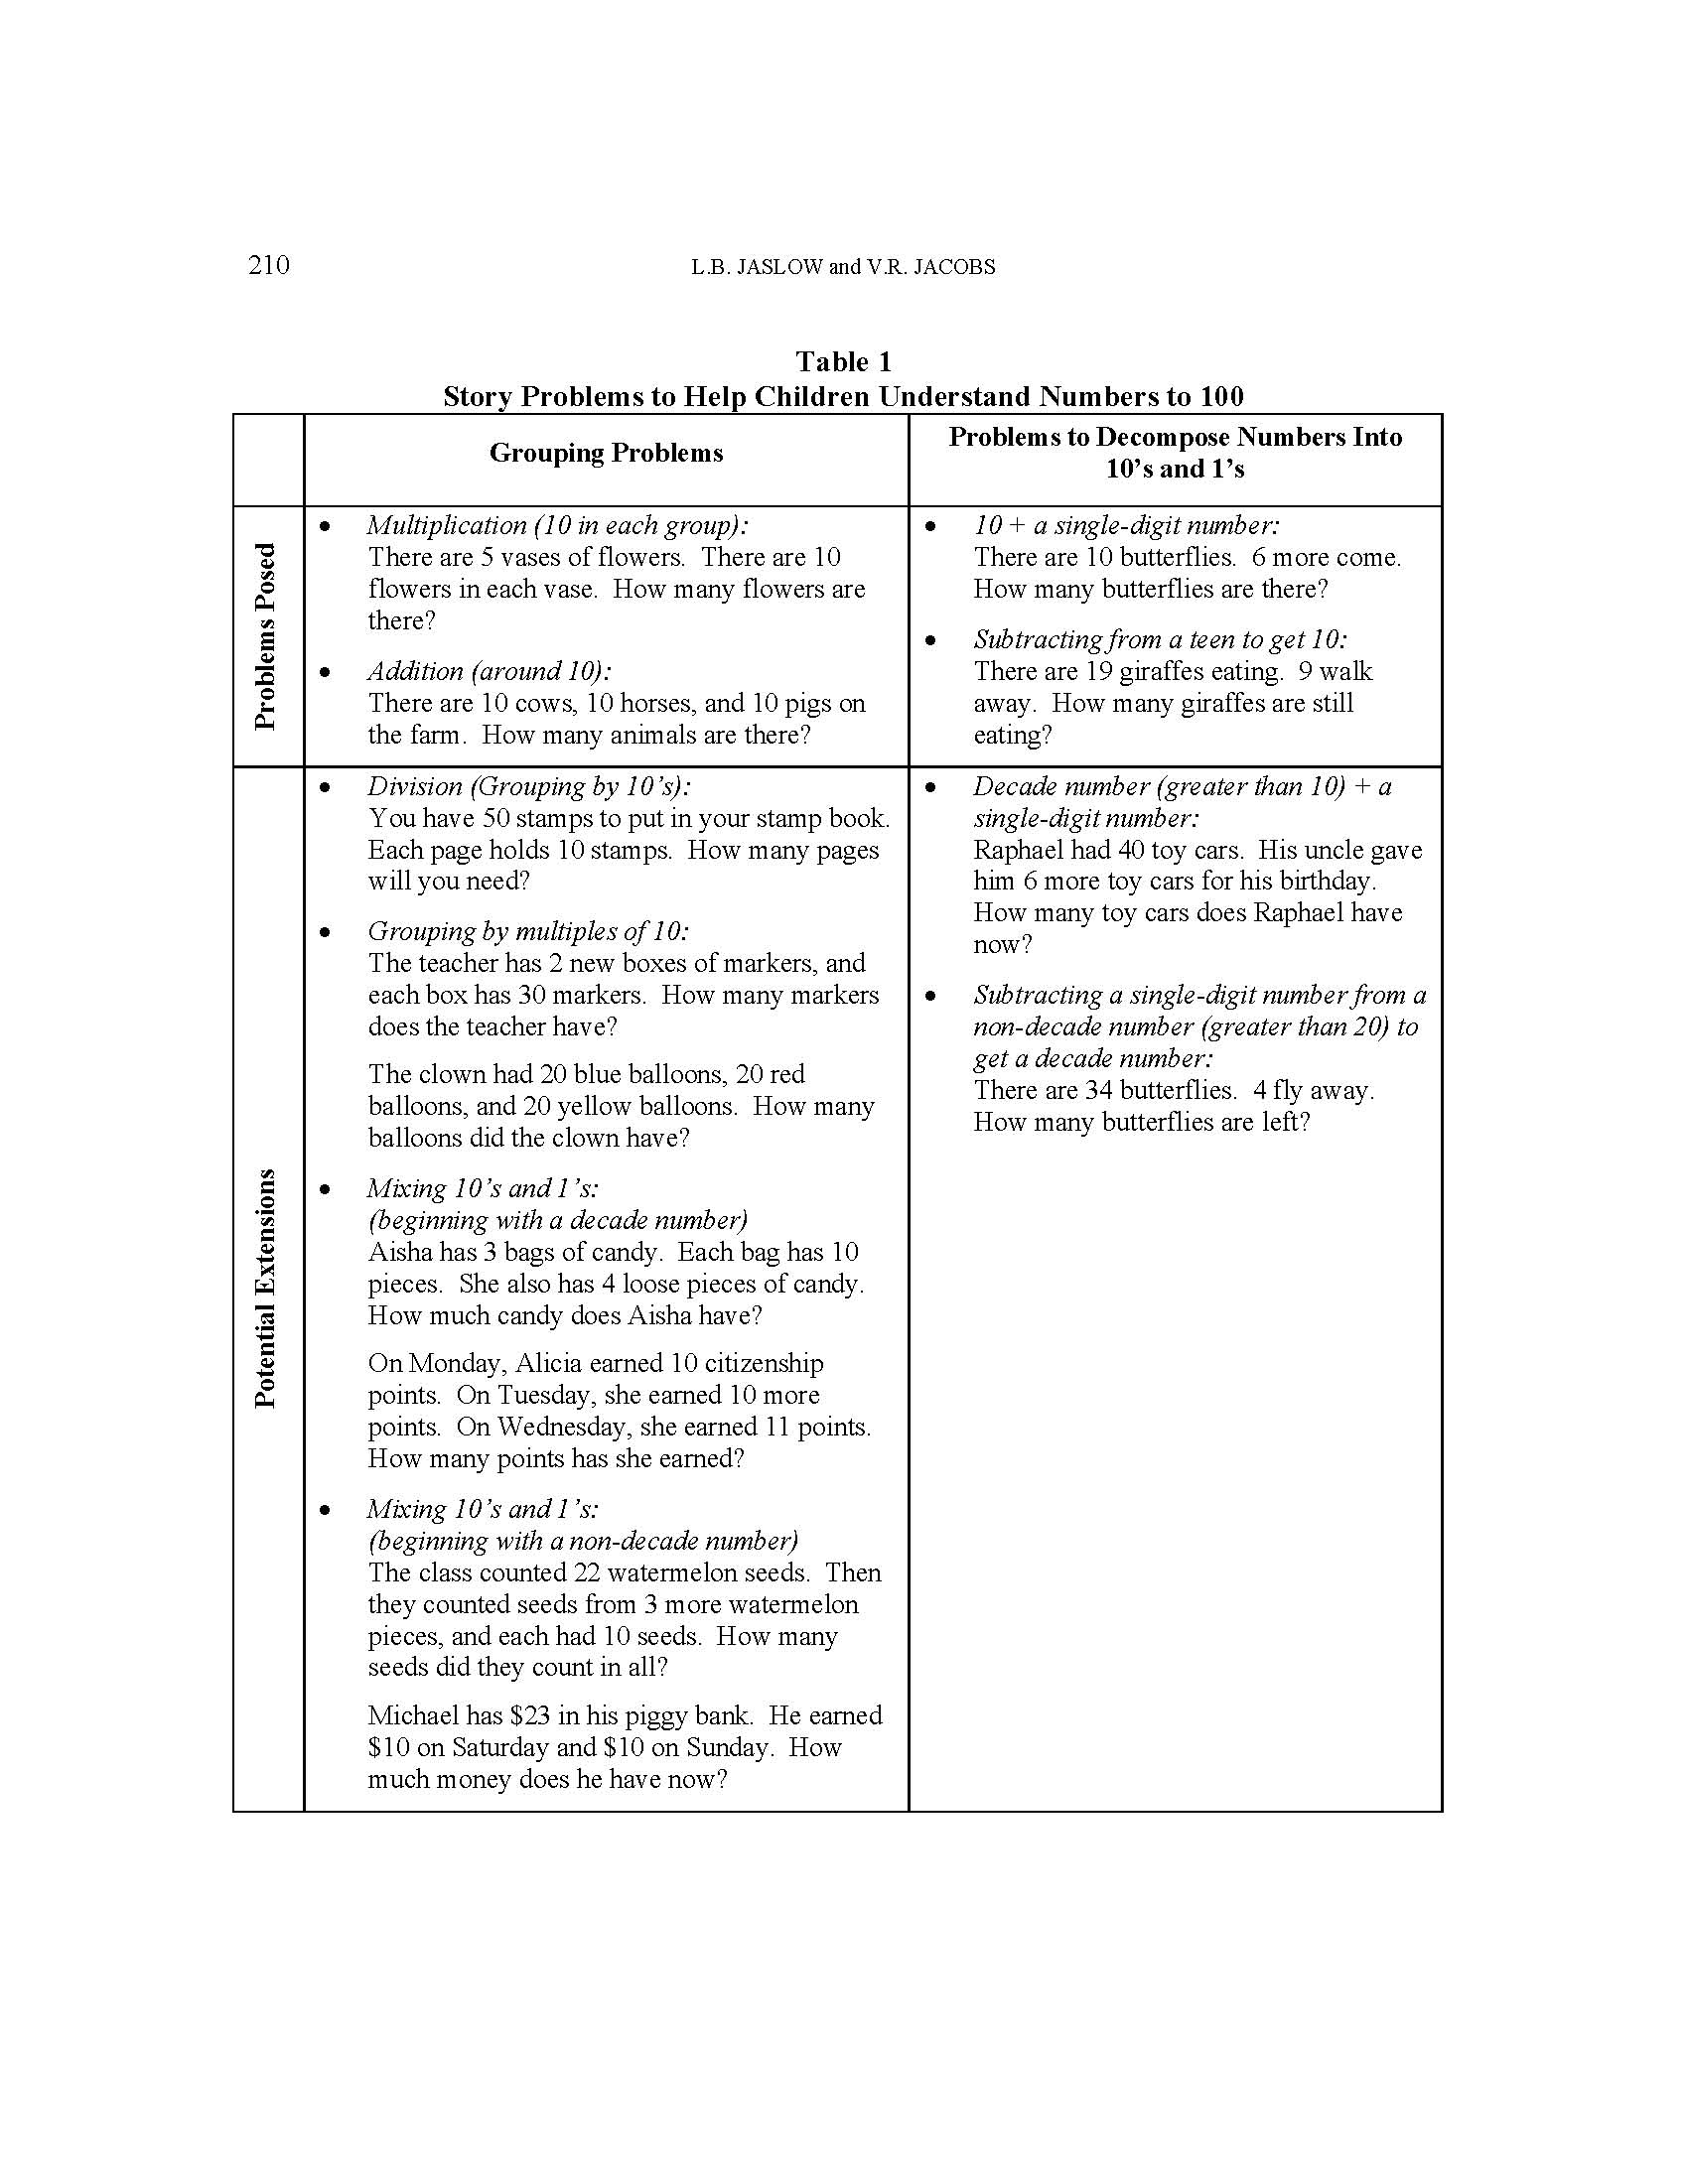 210
L.B. JASLOW and V.R. JACOBS
Table 1
Story Problems to Help Children Understand Numbers to 100
Grouping Problems
Problems to Decompose Numbers Into
10’s and 1’s
Problems Posed
• Multiplication (10 in each group):
There are 5 vases of flowers. There are 10
flowers in each vase. How many flowers are
there?
• Addition (around 10):
There are 10 cows, 10 horses, and 10 pigs on
the farm. How many animals are there?
• 10 + a single-digit number:
There are 10 butterflies. 6 more come.
How many butterflies are there?
• Subtracting from a teen to get 10:
There are 19 giraffes eating. 9 walk
away. How many giraffes are still
eating?
Potential Extensions
• Division (Grouping by 10’s):
You have 50 stamps to put in your stamp book.
Each page holds 10 stamps. How many pages
will you need?
• Grouping by multiples of 10:
The teacher has 2 new boxes of markers, and
each box has 30 markers. How many markers
does the teacher have?
The clown had 20 blue balloons, 20 red
balloons, and 20 yellow balloons. How many
balloons did the clown have?
• Mixing 10’s and 1’s:
(beginning with a decade number)
Aisha has 3 bags of candy. Each bag has 10
pieces. She also has 4 loose pieces of candy.
How much candy does Aisha have?
On Monday, Alicia earned 10 citizenship
points. On Tuesday, she earned 10 more
points. On Wednesday, she earned 11 points.
How many points has she earned?
• Mixing 10’s and 1’s:
(beginning with a non-decade number)
The class counted 22 watermelon seeds. Then
they counted seeds from 3 more watermelon
pieces, and each had 10 seeds. How many
seeds did they count in all?
Michael has $23 in his piggy bank. He earned
$10 on Saturday and $10 on Sunday. How
much money does he have now?
• Decade number (greater than 10) + a
single-digit number:
Raphael had 40 toy cars. His uncle gave
him 6 more toy cars for his birthday.
How many toy cars does Raphael have
now?
• Subtracting a single-digit number from a
non-decade number (greater than 20) to
get a decade number:
There are 34 butterflies. 4 fly away.
How many butterflies are left?